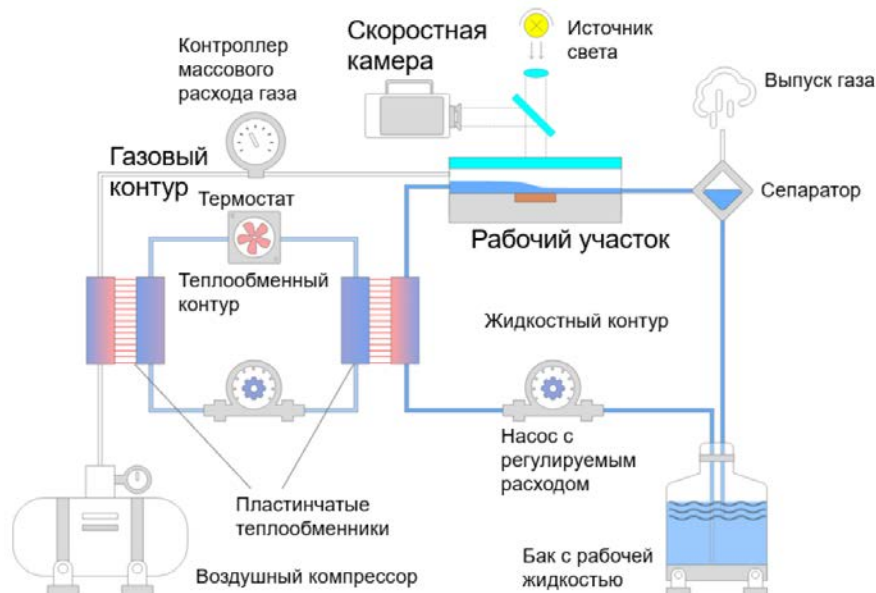 Контроллер
массового
расхода газа
Скоростная
камера
Источник
света
Выпуск газа
Газовый
контур
Термостат
Сепаратор
Рабочий участок
Теплообменный
контур
Жидкостный контур
Насос с
регулируемым
расходом
Пластинчатые
теплообменники
Воздушный компрессор
Бак с рабочей
жидкостью